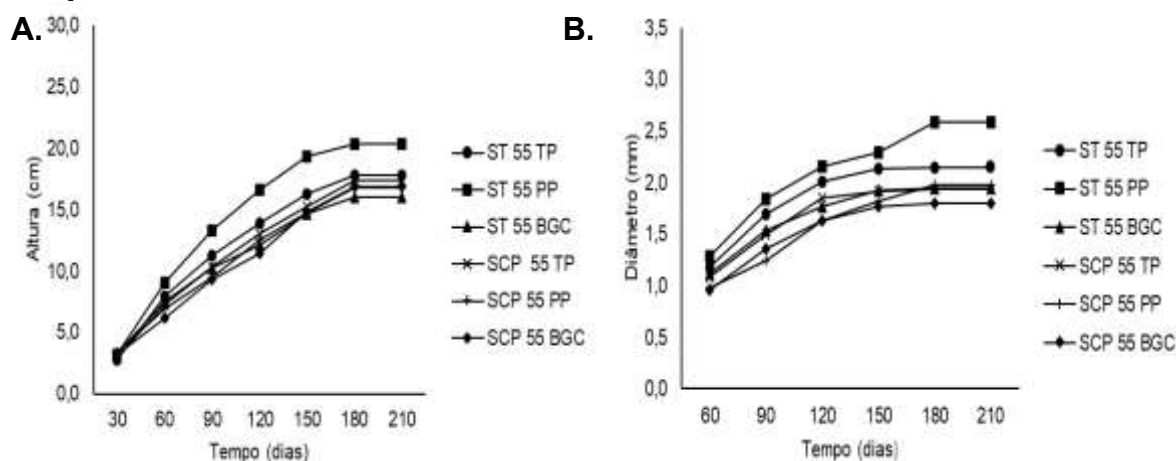 A.
30,0
25,0
20,0
15,0
10,0
5,0
0,0
Altura (cm)
30 60 90 120 150 180 210
Tempo (dias)
ST 55 TP
ST 55 PP
ST 55 BGC
SCP 55 TP
SCP 55 PP
SCP 55 BGC
B.
3,5
3,0
2,5
2,0
1,5
1,0
0,5
0,0
Diâmetro (mm)
60 90 120 150 180 210
Tempo (dias)
ST 55 TP
ST 55 PP
ST 55 BGC
SCP 55 TP
SCP 55 PP
SCP 55 BGC